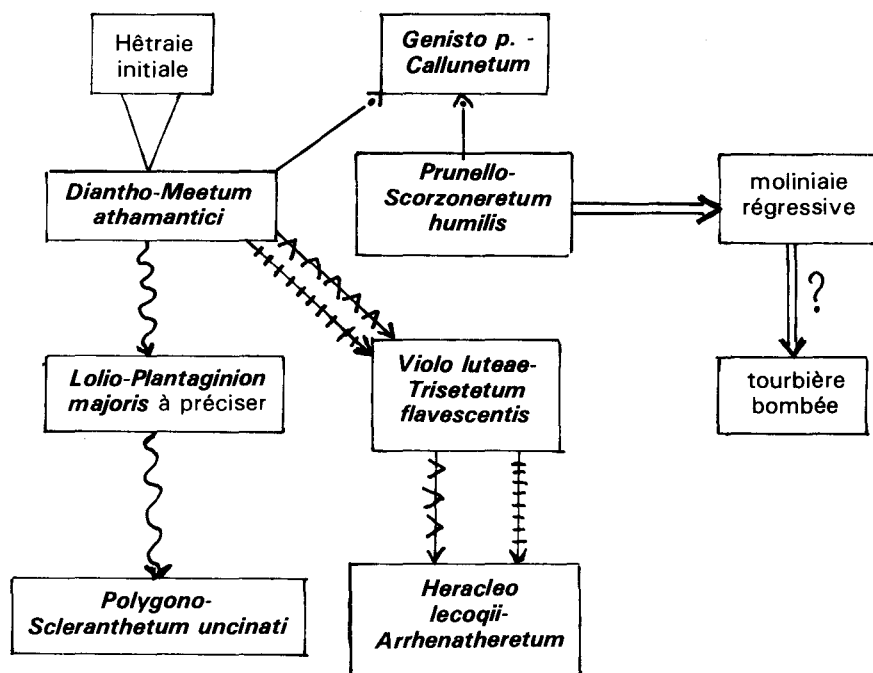 Hêtraie
initiale
Genisto p. -
Callunetum
Diantho-Meetum
athamantici
Prunello-
Scorzoneretum
humilis
moliniaie
régressive
?
Lolio-Plantaginion
majoris à préciser
Violo luteae-
Trisetetum
flavescentis
tourbière
bombée
Polygono-
Scleranthetum uncinati
Heracleo
lecoqii-
Arrhenatheretum